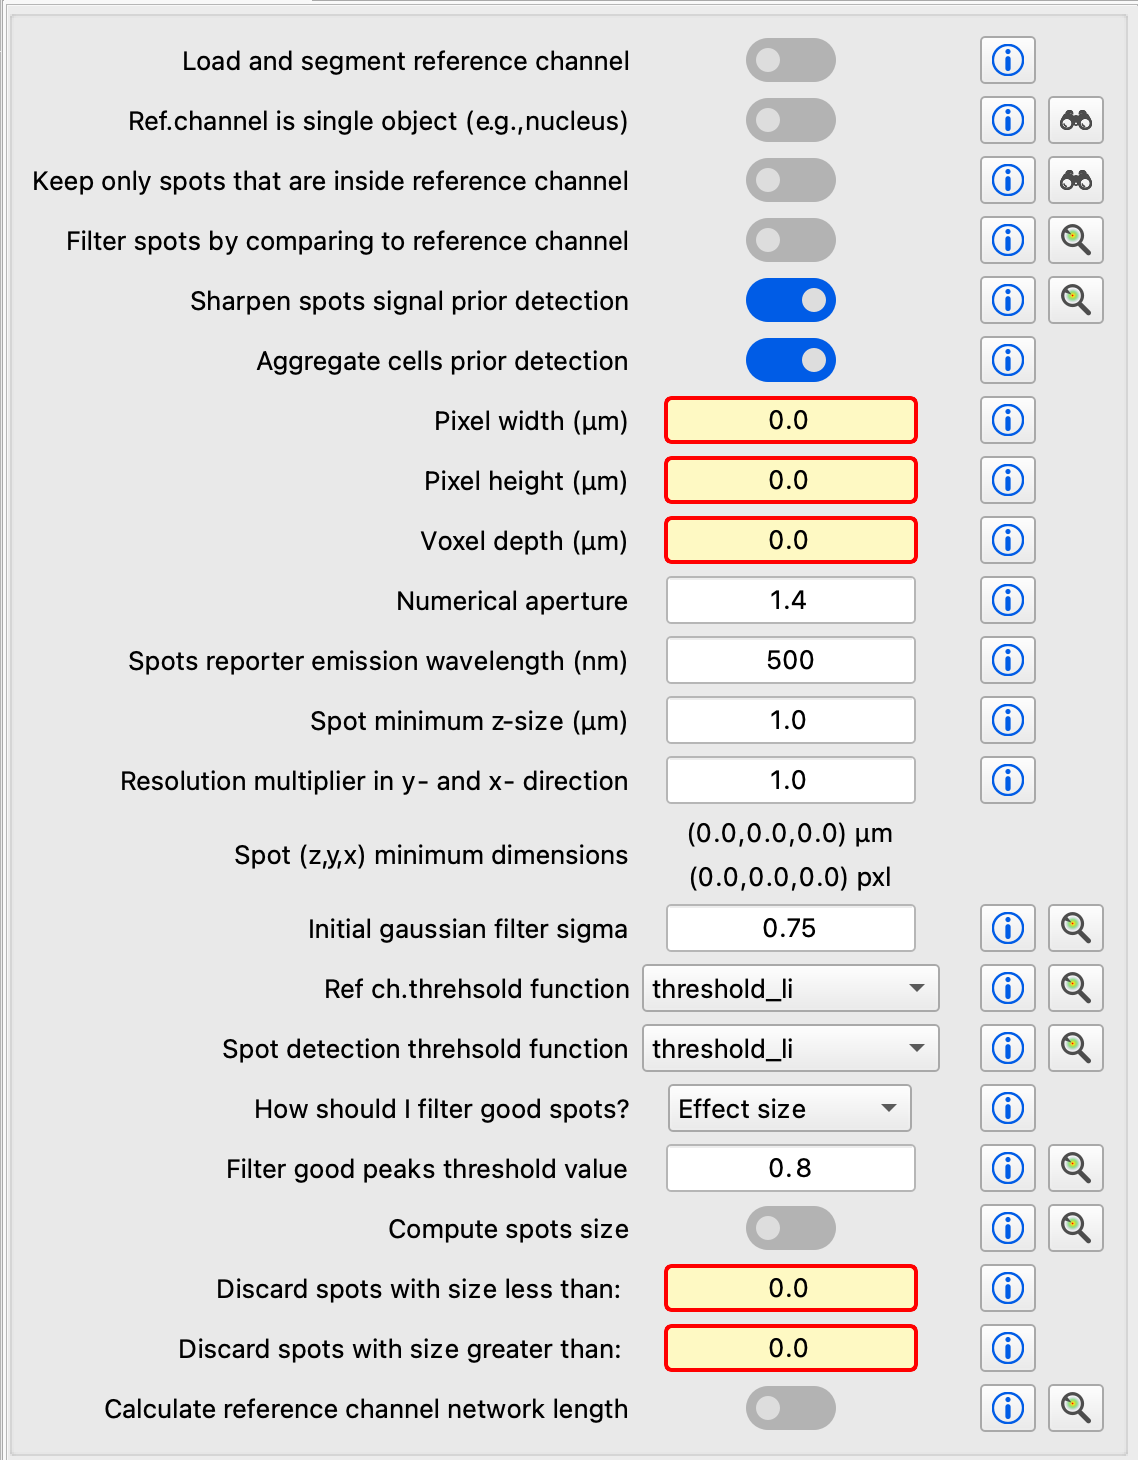 Load and segment reference channel
Ref.channel is single object (e.g.,nucleus)
Keep only spots that are inside reference channel
Filter spots by comparing to reference channel
Sharpen spots signal prior detection
Aggregate cells prior detection
Pixel width (µm) 0.0
Pixel height (µm) 0.0
Voxel depth (µm) 0.0
Numerical aperture 1.4
Spots reporter emission wavelength (nm) 500
Spot minimum z-size (µm) 1.0
Resolution multiplier in y- and x- direction 1.0
Spot (z,y,x) minimum dimensions
(0.0,0.0,0.0) µm
(0.0,0.0,0.0) pxl
Initial gaussian filter sigma 0.75
Ref ch.threhsold function threshold_li
Spot detection threhsold function threshold_li
How should I filter good spots? Effect size
Filter good peaks threshold value 0.8
Compute spots size
Discard spots with size less than: 0.0
Discard spots with size greater than: 0.0
Calculate reference channel network length